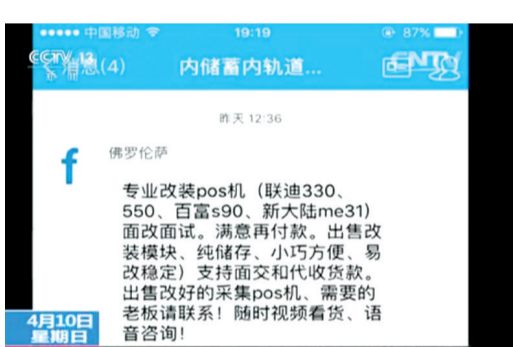 中国移动
19:19
87%
CCTV 13
新闻
消息(4)
内储蓄内轨道...
CNTV
昨天 12:36
f
佛罗伦萨
专业改装pos机（联迪330、
550、百富s90、新大陆me31）
面改面试。满意再付款。出售改
装模块、纯储存、小巧方便、易
改稳定）支持面交和代收货款。
出售改好的采集pos机、需要的
老板请联系！随时视频看货、语
音咨询！
4月10日
星期日